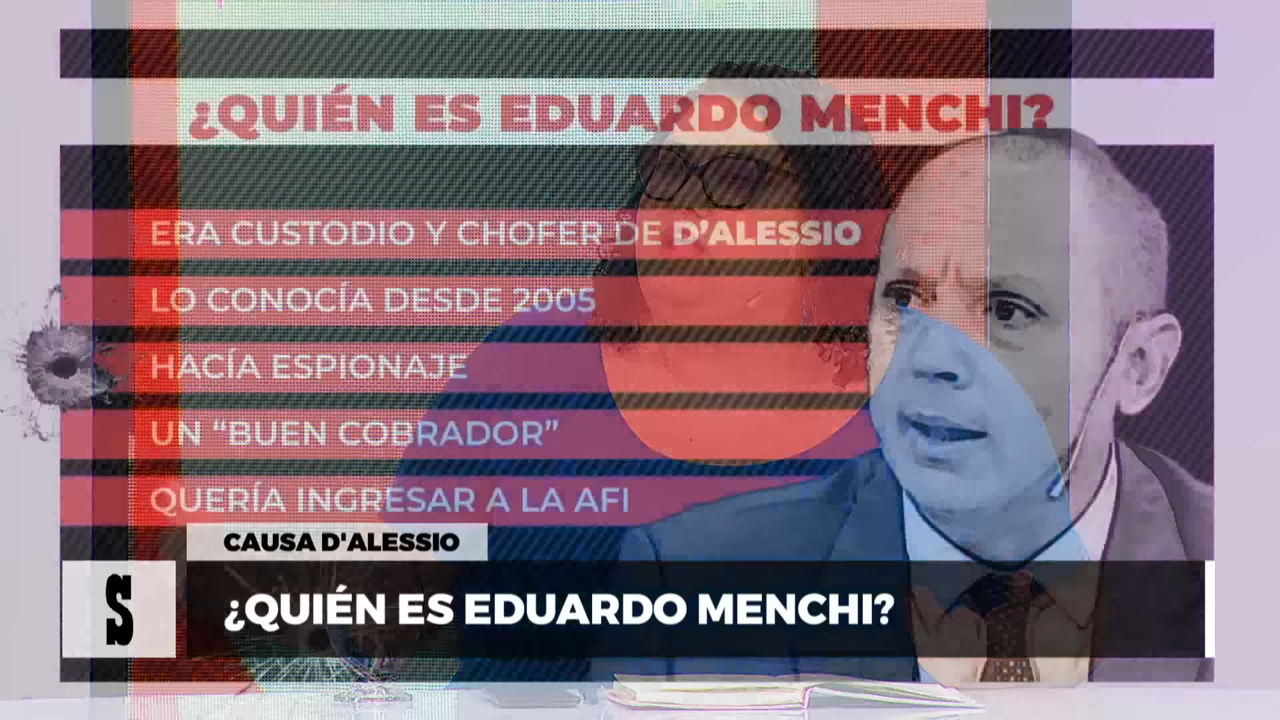 ¿QUIÉN ES EDUARDO MENCHI?
ERA CUSTODIO Y CHOFER DE D'ALESSIO
LO CONOCÍA DESDE 2005
HACÍA ESPIONAJE
UN “BUEN COBRADOR”
QUERÍA INGRESAR A LA AFI
CAUSA D'ALESSIO
S
¿QUIÉN ES EDUARDO MENCHI?